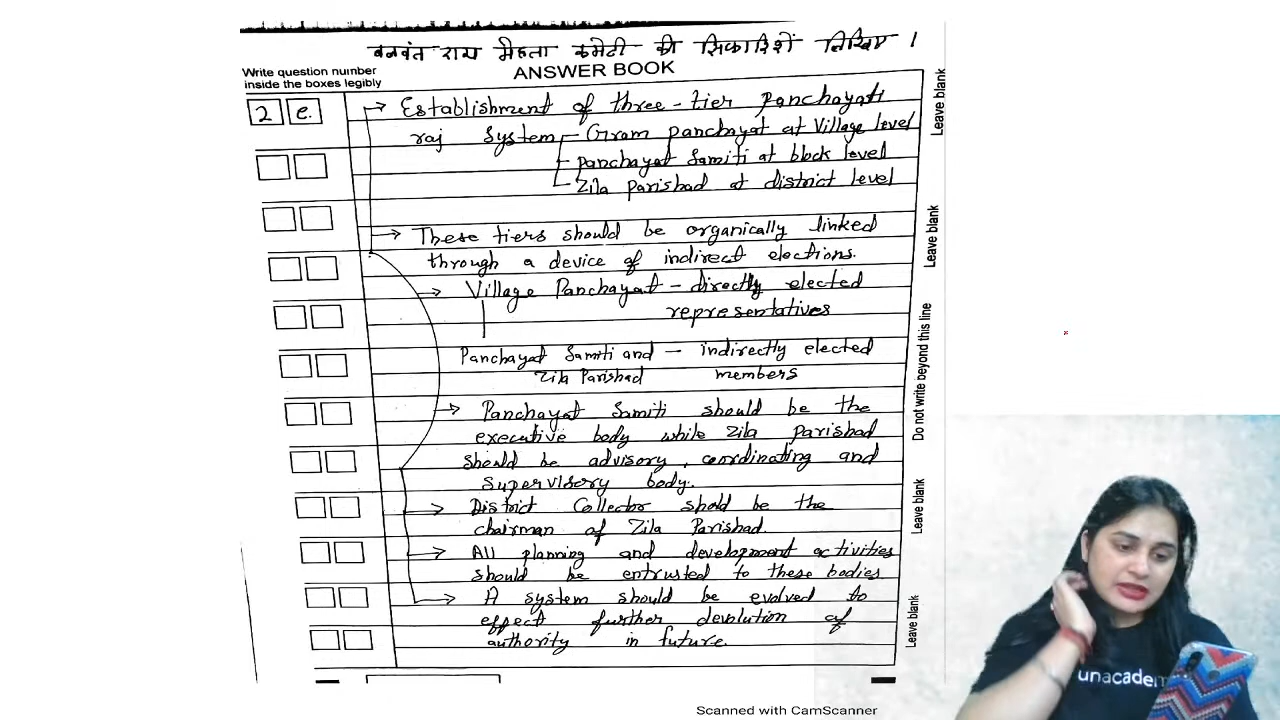 बलवंत राय मेहता कमेटी की सिफारिशें लिखिए ।
Write question number
inside the boxes legibly
ANSWER BOOK
2 e.
→ Establishment of three-tier Panchayati
raj System - Gram panchayat at Village level
- Panchayat Samiti at block level
- Zila parishad at district level
→ These tiers should be organically linked
through a device of indirect elections.
→ Village Panchayat - directly elected
representatives
Panchayat Samiti and - indirectly elected
Zila Parishad members
→ Panchayat Samiti should be the
executive body while Zila parishad
should be advisory, coordinating and
Supervisory body.
→ District Collector shold be the
chairman of Zila Parishad.
→ All planning and development activities
should be entrusted to these bodies
→ A system should be evolved to
effect further devolution of
authority in future.
Leave blank
Leave blank
Do not write beyond this line
Leave blank
Leave blank
unacadem
Scanned with CamScanner